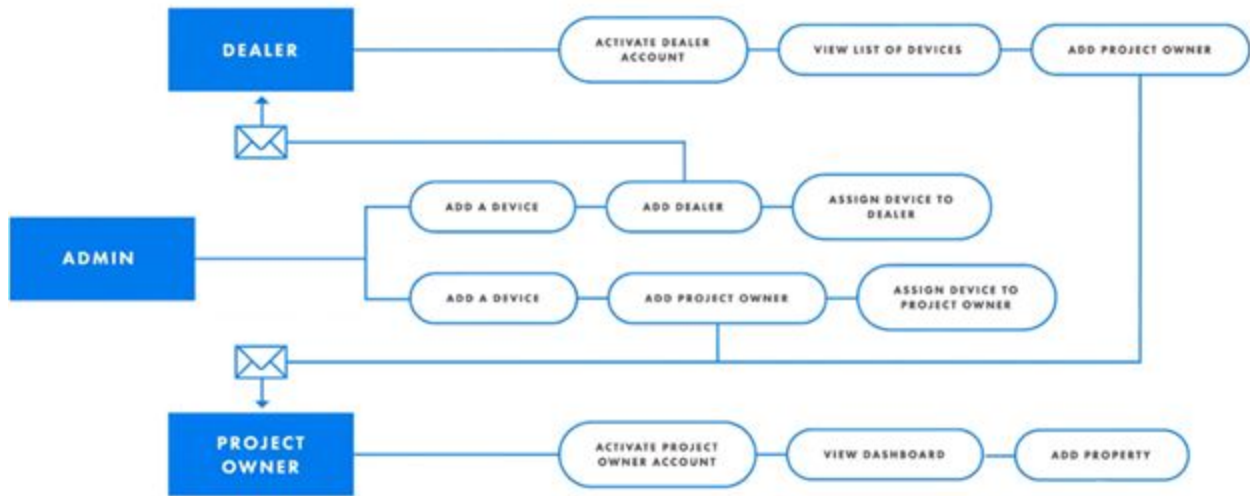 DEALER
ACTIVATE DEALER
ACCOUNT
VIEW LIST OF DEVICES
ADD PROJECT OWNER
ADD A DEVICE
ADD DEALER
ASSIGN DEVICE TO
DEALER
ADMIN
ADD A DEVICE
ADD PROJECT OWNER
ASSIGN DEVICE TO
PROJECT OWNER
PROJECT
OWNER
ACTIVATE PROJECT
OWNER ACCOUNT
VIEW DASHBOARD
ADD PROPERTY